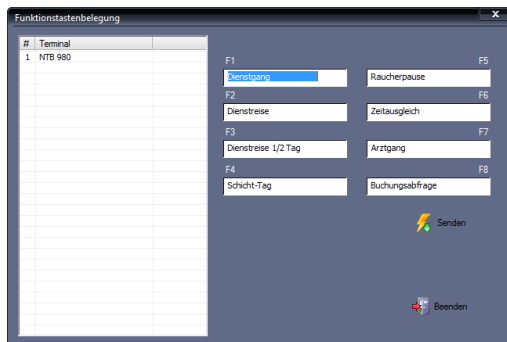 Funktionstastenbelegung
x
# Terminal
1 NTB 980
F1 F5
Dienstgang Raucherpause
F2 F6
Dienstreise Zeitausgleich
F3 F7
Dienstreise 1/2 Tag Arztgang
F4 F8
Schicht-Tag Buchungsabfrage
Senden
Beenden